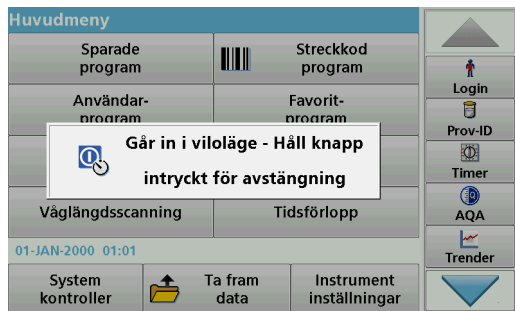 Huvudmeny
Sparade
program
Streckkod
program
Användar-
program
Favorit-
program
Går in i viloläge - Håll knapp
intryckt för avstängning
Våglängdsscanning
Tidsförlopp
01-JAN-2000 01:01
System
kontroller
Ta fram
data
Instrument
inställningar
Login
Prov-ID
Timer
AQA
Trender